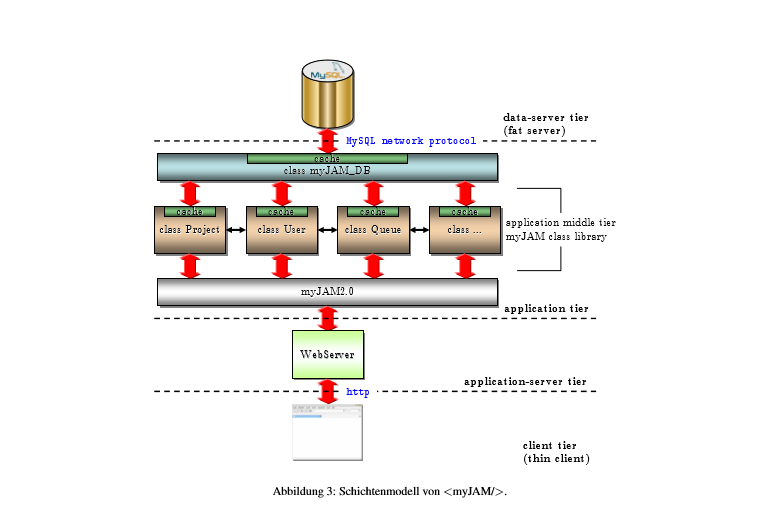 MySQL
data-server tier
(fat server)
MySQL network protocol
cache
class myJAM_DB
cache cache cache cache
class Project class User class Queue class ...
application middle tier
myJAM class library
myJAM2.0
application tier
WebServer
application-server tier
http
client tier
(thin client)
Abbildung 3: Schichtenmodell von <myJAM/>.